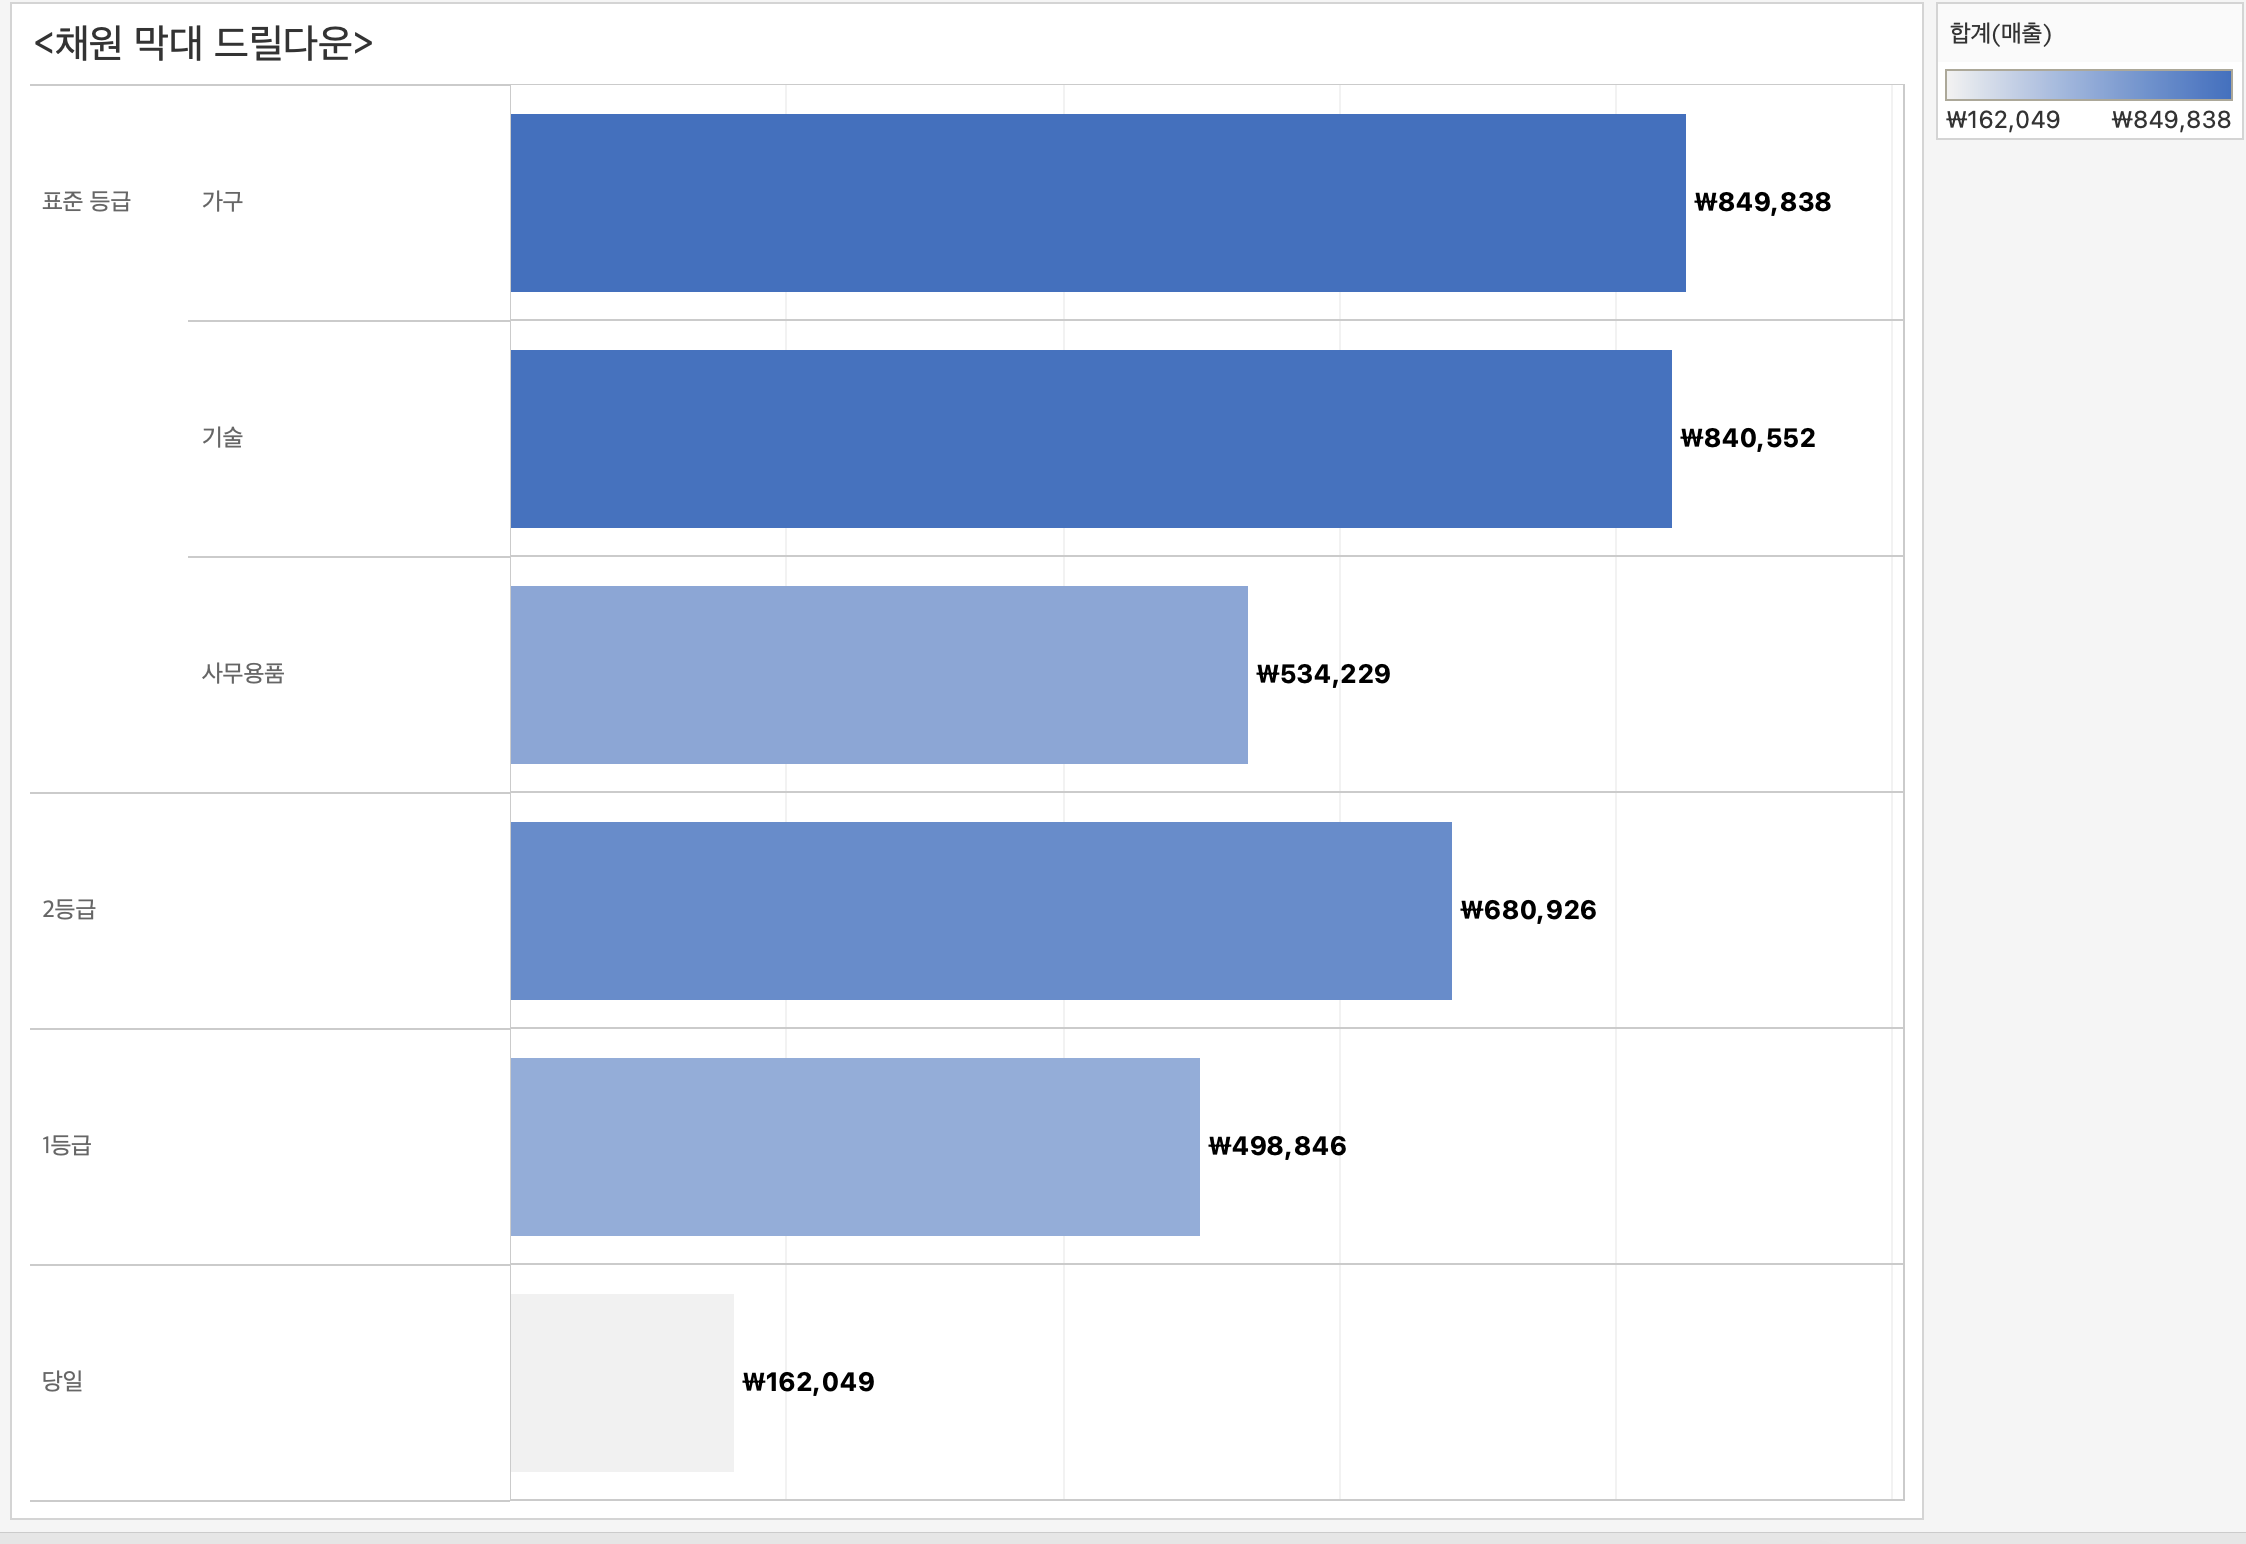 <채원 막대 드릴다운>
합계(매출)
₩162,049 ₩849,838
표준 등급 가구 ₩849,838
기술 ₩840,552
사무용품 ₩534,229
2등급 ₩680,926
1등급 ₩498,846
당일 ₩162,049